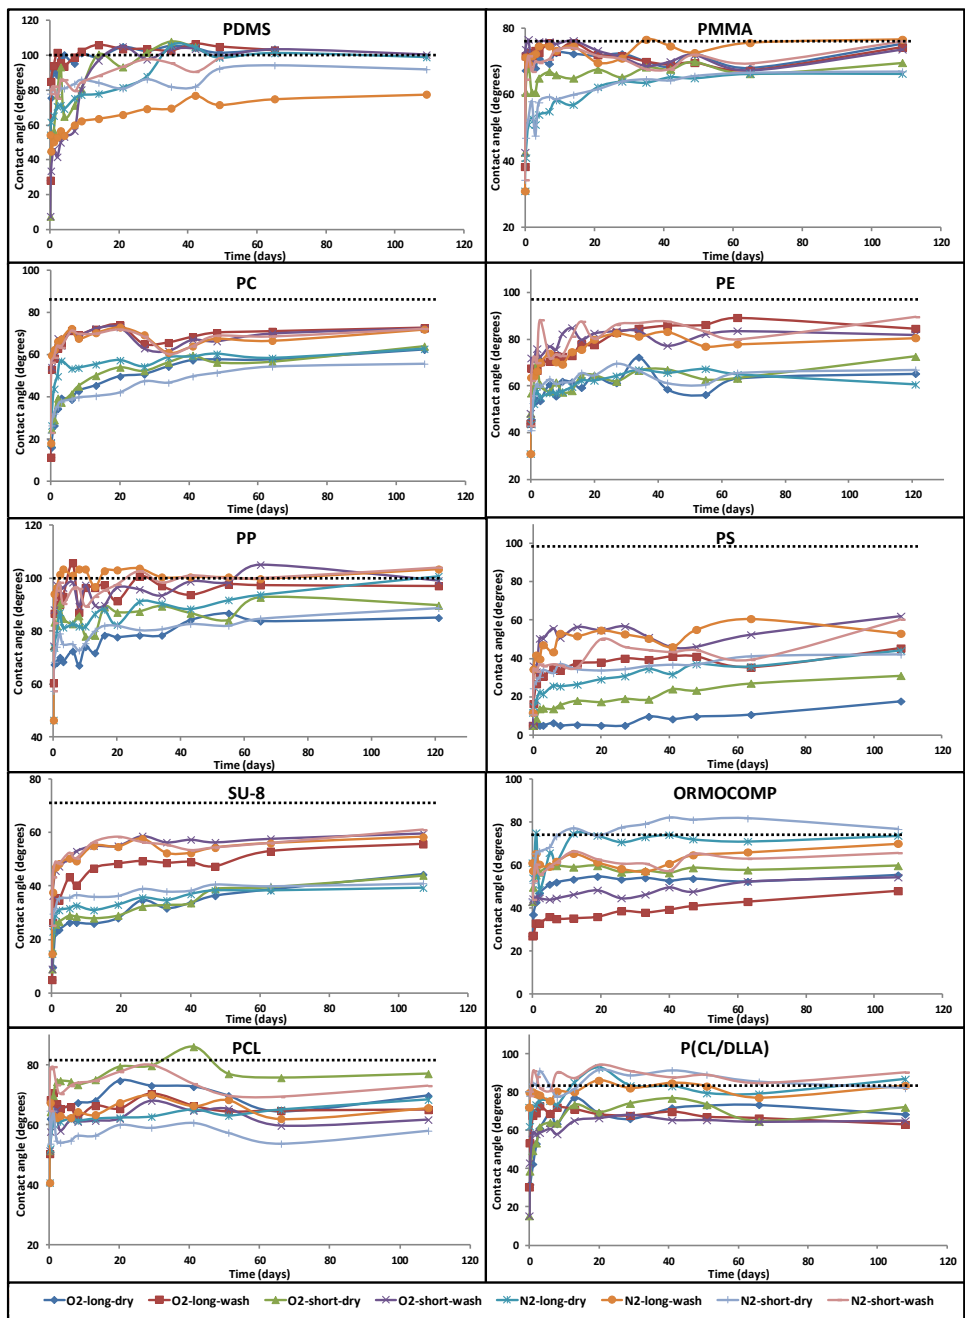 PDMS
Contact angle (degrees)
120
100
80
60
40
20
0
0 20 40 60 80 100 120
Time (days)
PMMA
Contact angle (degrees)
80
60
40
20
0 20 40 60 80 100 120
Time (days)
PC
Contact angle (degrees)
100
80
60
40
20
0
0 20 40 60 80 100 120
Time (days)
PE
Contact angle (degrees)
100
80
60
40
20
0 20 40 60 80 100 120
Time (days)
PP
Contact angle (degrees)
120
100
80
60
40
0 20 40 60 80 100 120
Time (days)
PS
Contact angle (degrees)
100
80
60
40
20
0
0 20 40 60 80 100 120
Time (days)
SU-8
Contact angle (degrees)
80
60
40
20
0
0 20 40 60 80 100 120
Time (days)
ORMOCOMP
Contact angle (degrees)
100
80
60
40
20
0
0 20 40 60 80 100 120
Time (days)
PCL
Contact angle (degrees)
80
60
40
20
0 20 40 60 80 100 120
Time (days)
P(CL/DLLA)
Contact angle (degrees)
100
80
60
40
20
0
0 20 40 60 80 100 120
Time (days)
O2-long-dry O2-long-wash O2-short-dry O2-short-wash N2-long-dry N2-long-wash N2-short-dry N2-short-wash